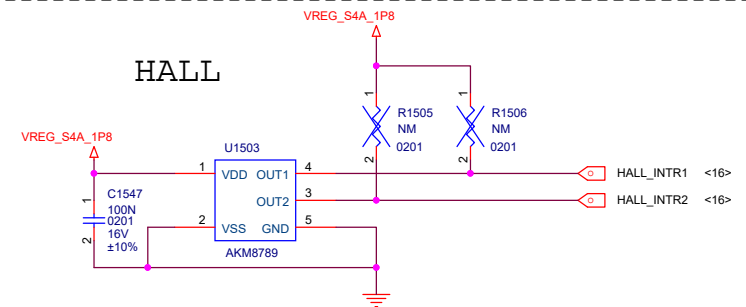 VREG_S4A_1P8
HALL
1
1
R1505
NM
0201
2
R1506
NM
0201
2
VREG_S4A_1P8
U1503
1 VDD OUT1 4
HALL_INTR1 <16>
OUT2 3
HALL_INTR2 <16>
2 VSS GND 5
AKM8789
1
C1547
100N
0201
16V
±10%
2